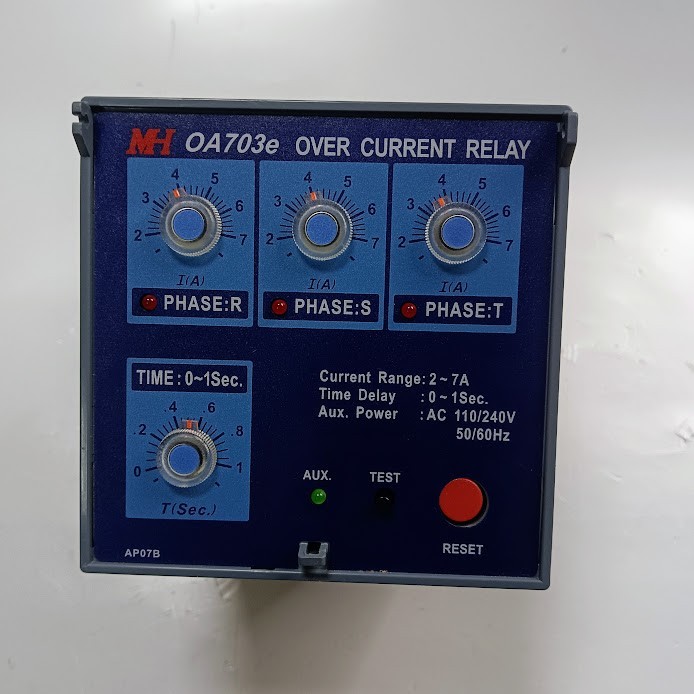 MH OA703e OVER CURRENT RELAY
2 3 4 5 6 7
I(A)
PHASE:R
2 3 4 5 6 7
I(A)
PHASE:S
2 3 4 5 6 7
I(A)
PHASE:T
TIME : 0~1Sec.
0 .2 .4 .6 .8 1
T(Sec.)
Current Range: 2 ~ 7A
Time Delay : 0 ~ 1Sec.
Aux. Power : AC 110/240V
50/60Hz
AUX.
TEST
RESET
AP07B